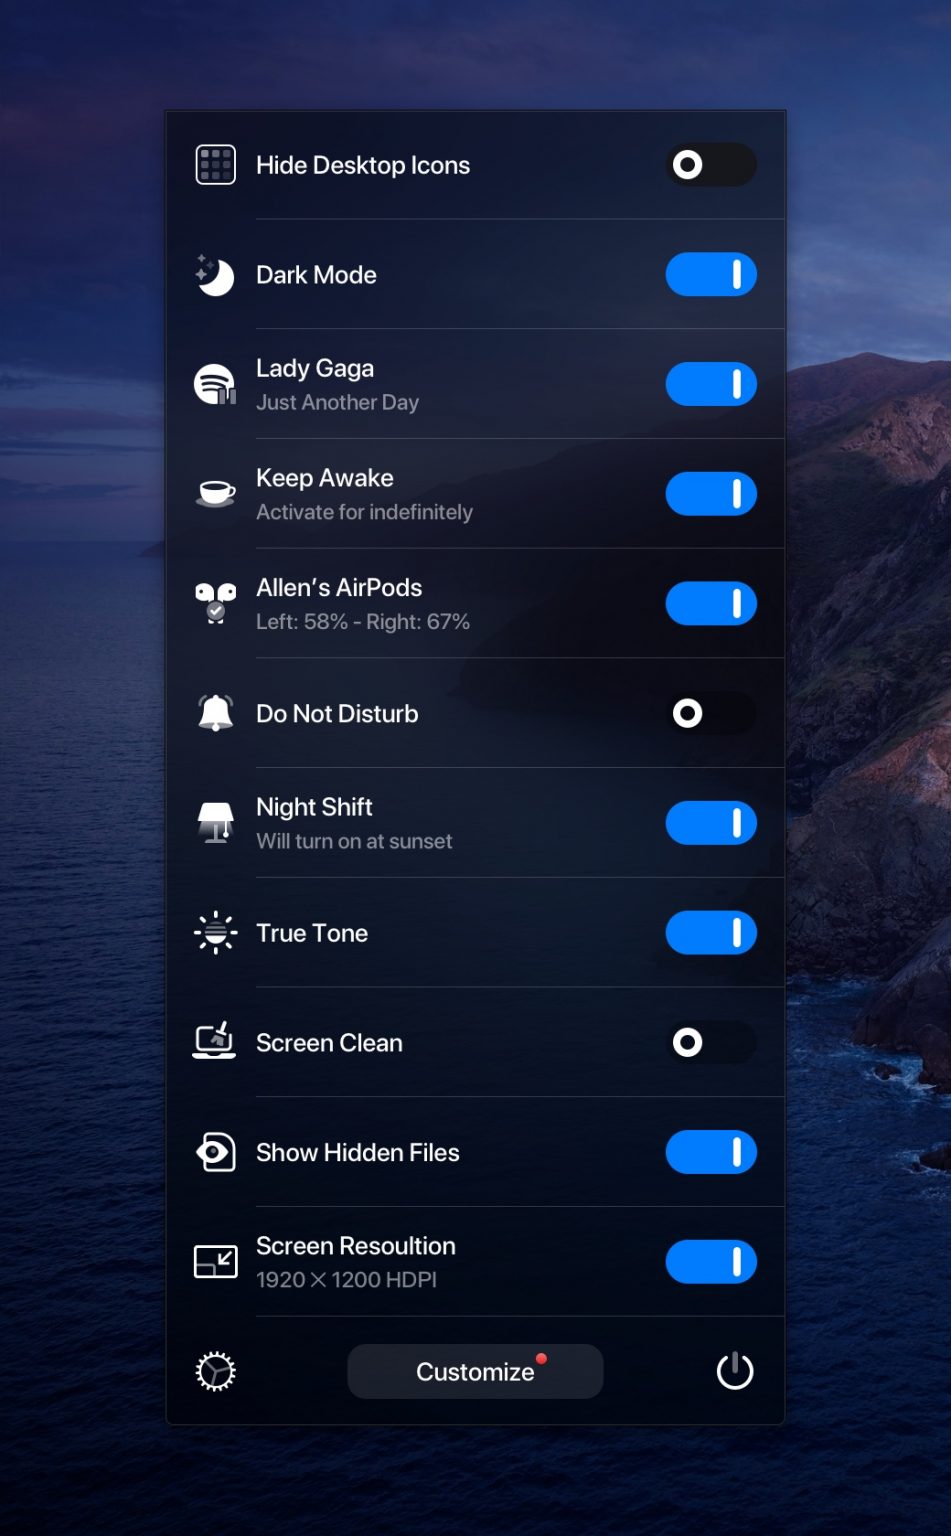 Hide Desktop Icons
Dark Mode
Lady Gaga
Just Another Day
Keep Awake
Activate for indefinitely
Allen’s AirPods
Left: 58% - Right: 67%
Do Not Disturb
Night Shift
Will turn on at sunset
True Tone
Screen Clean
Show Hidden Files
Screen Resoultion
1920 × 1200 HDPI
Customize